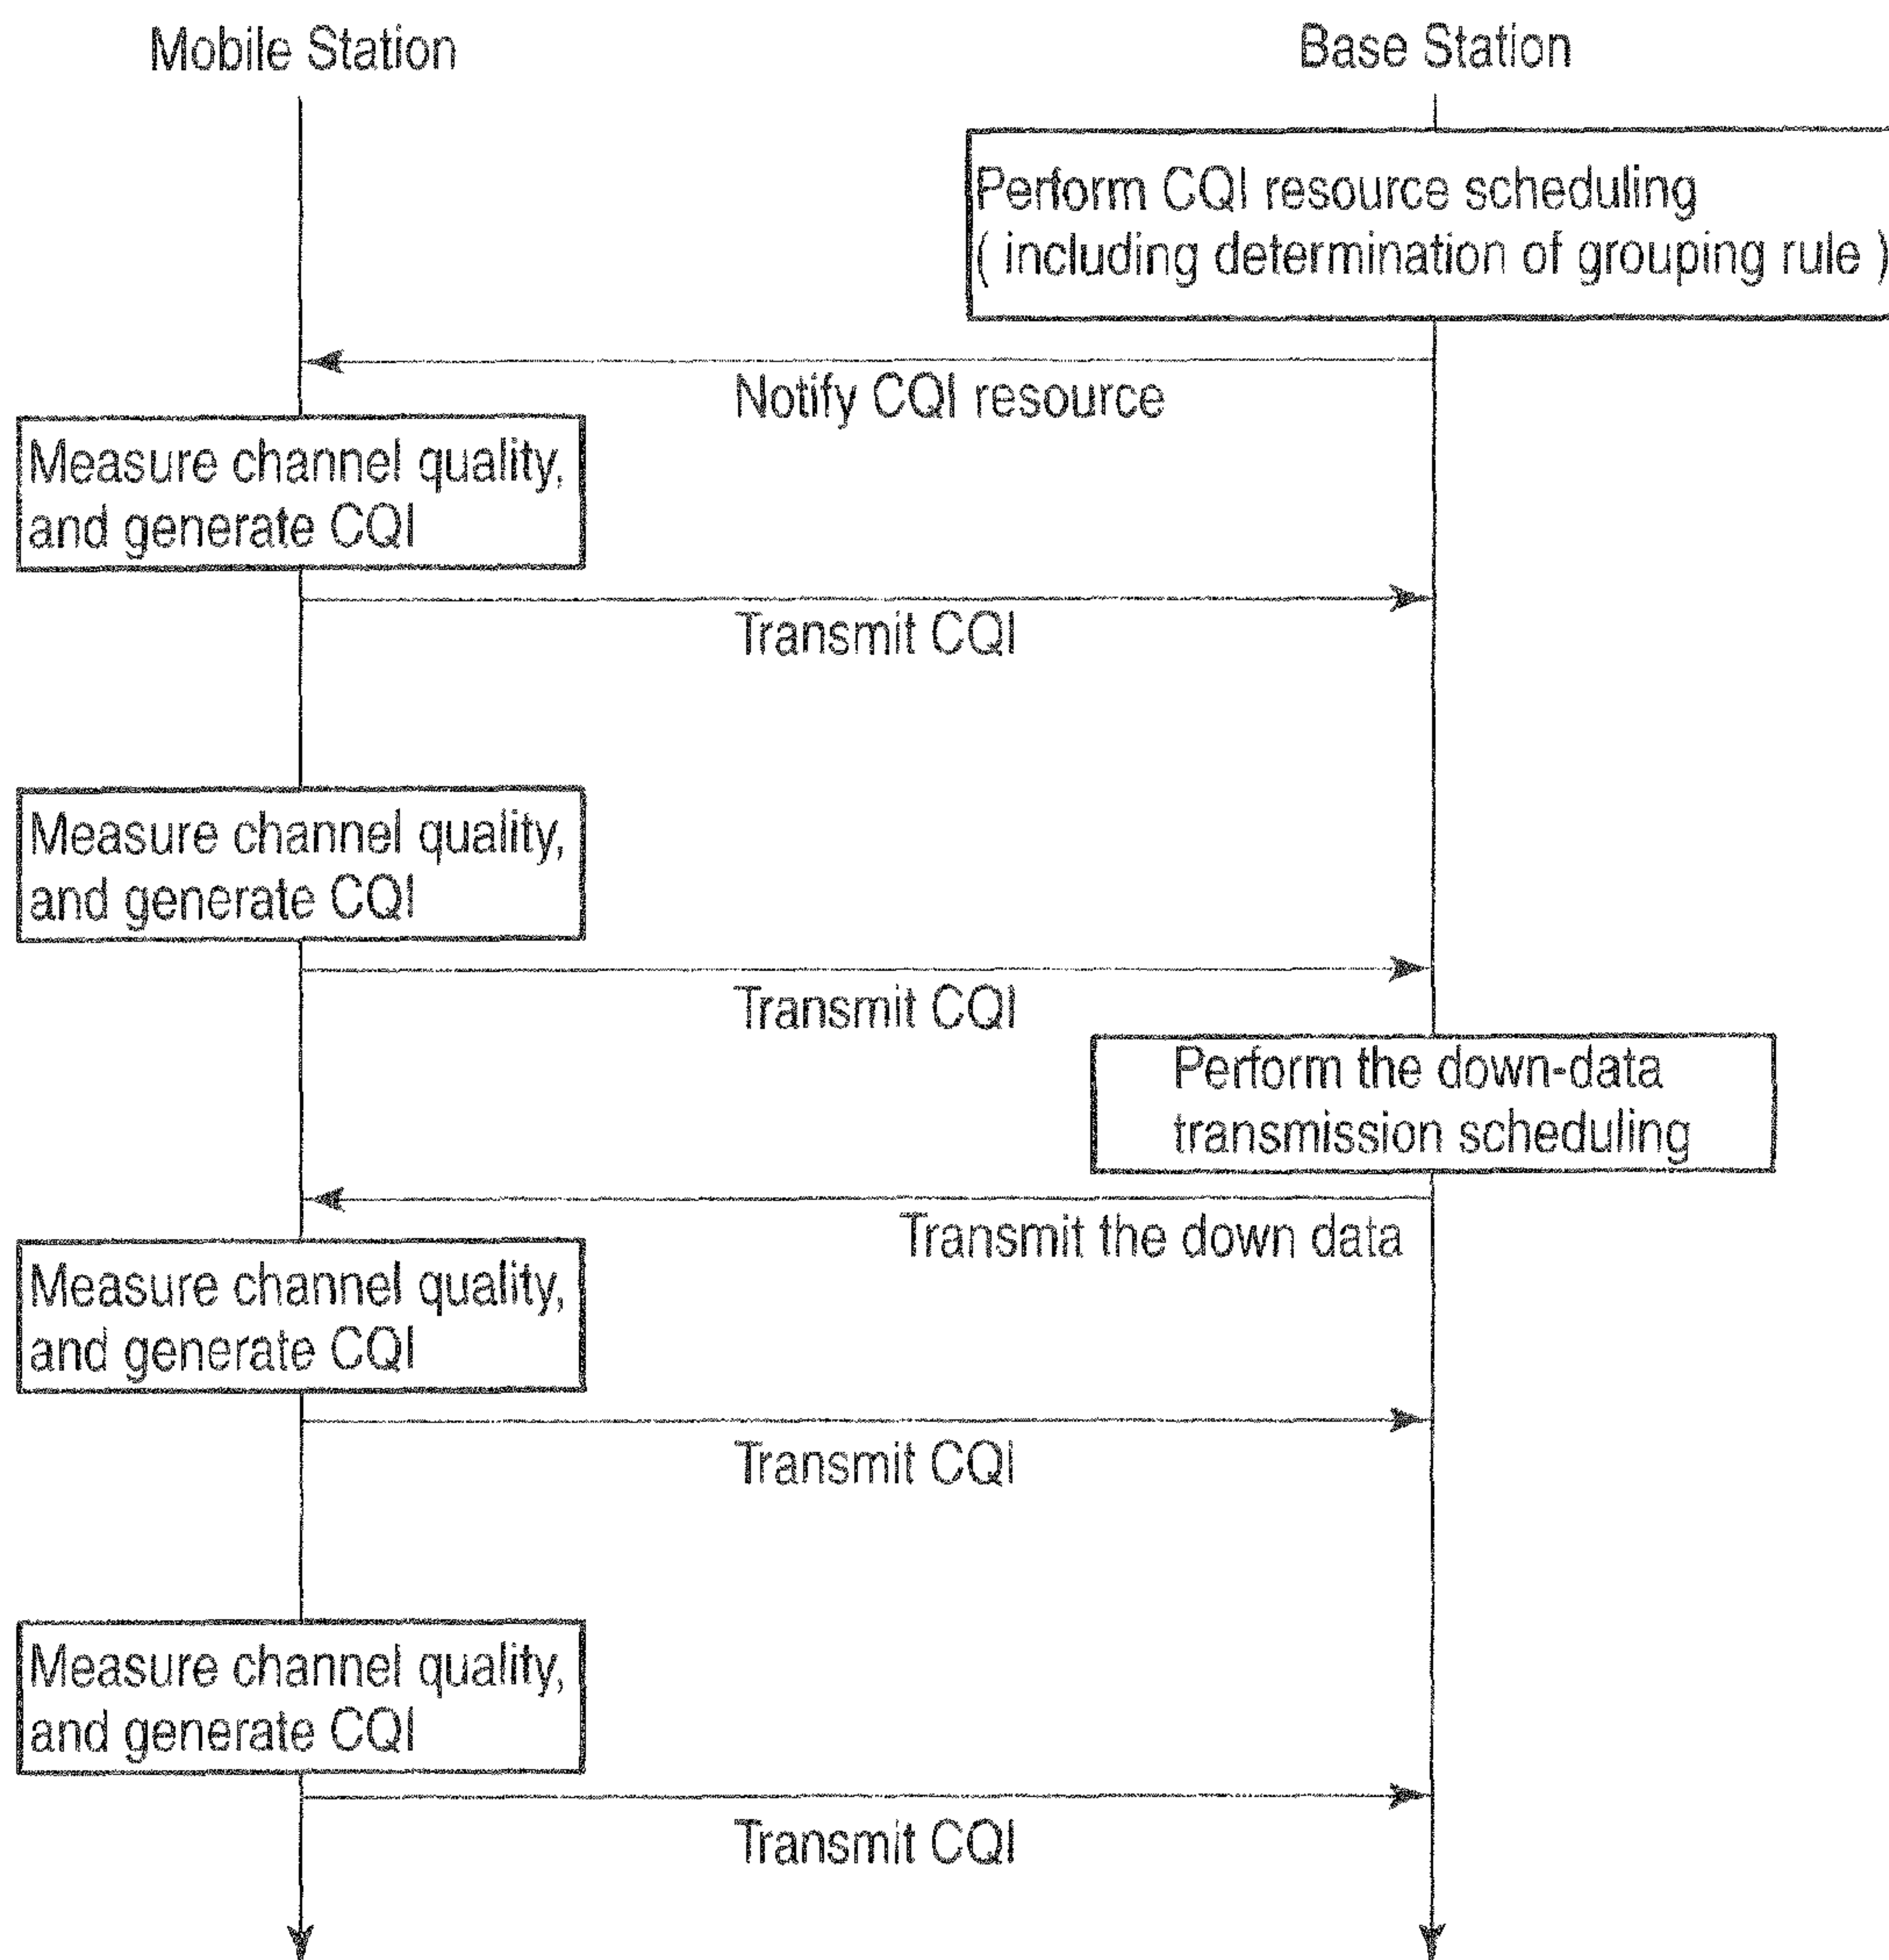 Mobile Station
Base Station
Perform CQI resource scheduling
( including determination of grouping rule )
Notify CQI resource
Measure channel quality,
and generate CQI
Transmit CQI
Measure channel quality,
and generate CQI
Transmit CQI
Perform the down-data
transmission scheduling
Transmit the down data
Measure channel quality,
and generate CQI
Transmit CQI
Measure channel quality,
and generate CQI
Transmit CQI